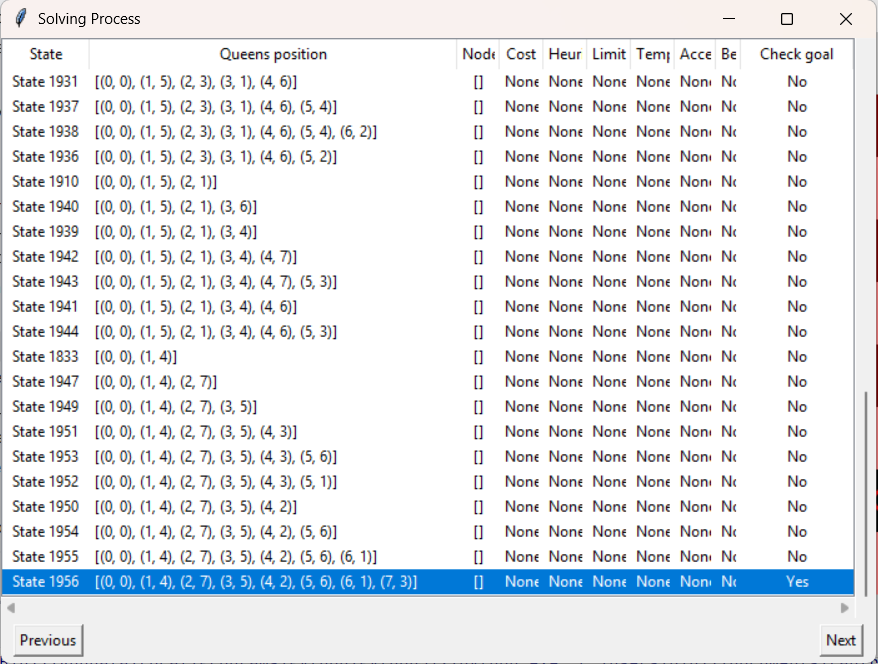 Solving Process
State Queens position Node Cost Heur Limit Temp Acce Be Check goal
State 1931 [(0, 0), (1, 5), (2, 3), (3, 1), (4, 6)] [] None None None None None No No
State 1937 [(0, 0), (1, 5), (2, 3), (3, 1), (4, 6), (5, 4)] [] None None None None None No No
State 1938 [(0, 0), (1, 5), (2, 3), (3, 1), (4, 6), (5, 4), (6, 2)] [] None None None None None No No
State 1936 [(0, 0), (1, 5), (2, 3), (3, 1), (4, 6), (5, 2)] [] None None None None None No No
State 1910 [(0, 0), (1, 5), (2, 1)] [] None None None None None No No
State 1940 [(0, 0), (1, 5), (2, 1), (3, 6)] [] None None None None None No No
State 1939 [(0, 0), (1, 5), (2, 1), (3, 4)] [] None None None None None No No
State 1942 [(0, 0), (1, 5), (2, 1), (3, 4), (4, 7)] [] None None None None None No No
State 1943 [(0, 0), (1, 5), (2, 1), (3, 4), (4, 7), (5, 3)] [] None None None None None No No
State 1941 [(0, 0), (1, 5), (2, 1), (3, 4), (4, 6)] [] None None None None None No No
State 1944 [(0, 0), (1, 5), (2, 1), (3, 4), (4, 6), (5, 3)] [] None None None None None No No
State 1833 [(0, 0), (1, 4)] [] None None None None None No No
State 1947 [(0, 0), (1, 4), (2, 7)] [] None None None None None No No
State 1949 [(0, 0), (1, 4), (2, 7), (3, 5)] [] None None None None None No No
State 1951 [(0, 0), (1, 4), (2, 7), (3, 5), (4, 3)] [] None None None None None No No
State 1953 [(0, 0), (1, 4), (2, 7), (3, 5), (4, 3), (5, 6)] [] None None None None None No No
State 1952 [(0, 0), (1, 4), (2, 7), (3, 5), (4, 3), (5, 1)] [] None None None None None No No
State 1950 [(0, 0), (1, 4), (2, 7), (3, 5), (4, 2)] [] None None None None None No No
State 1954 [(0, 0), (1, 4), (2, 7), (3, 5), (4, 2), (5, 6)] [] None None None None None No No
State 1955 [(0, 0), (1, 4), (2, 7), (3, 5), (4, 2), (5, 6), (6, 1)] [] None None None None None No No
State 1956 [(0, 0), (1, 4), (2, 7), (3, 5), (4, 2), (5, 6), (6, 1), (7, 3)] [] None None None None None No Yes
Previous Next